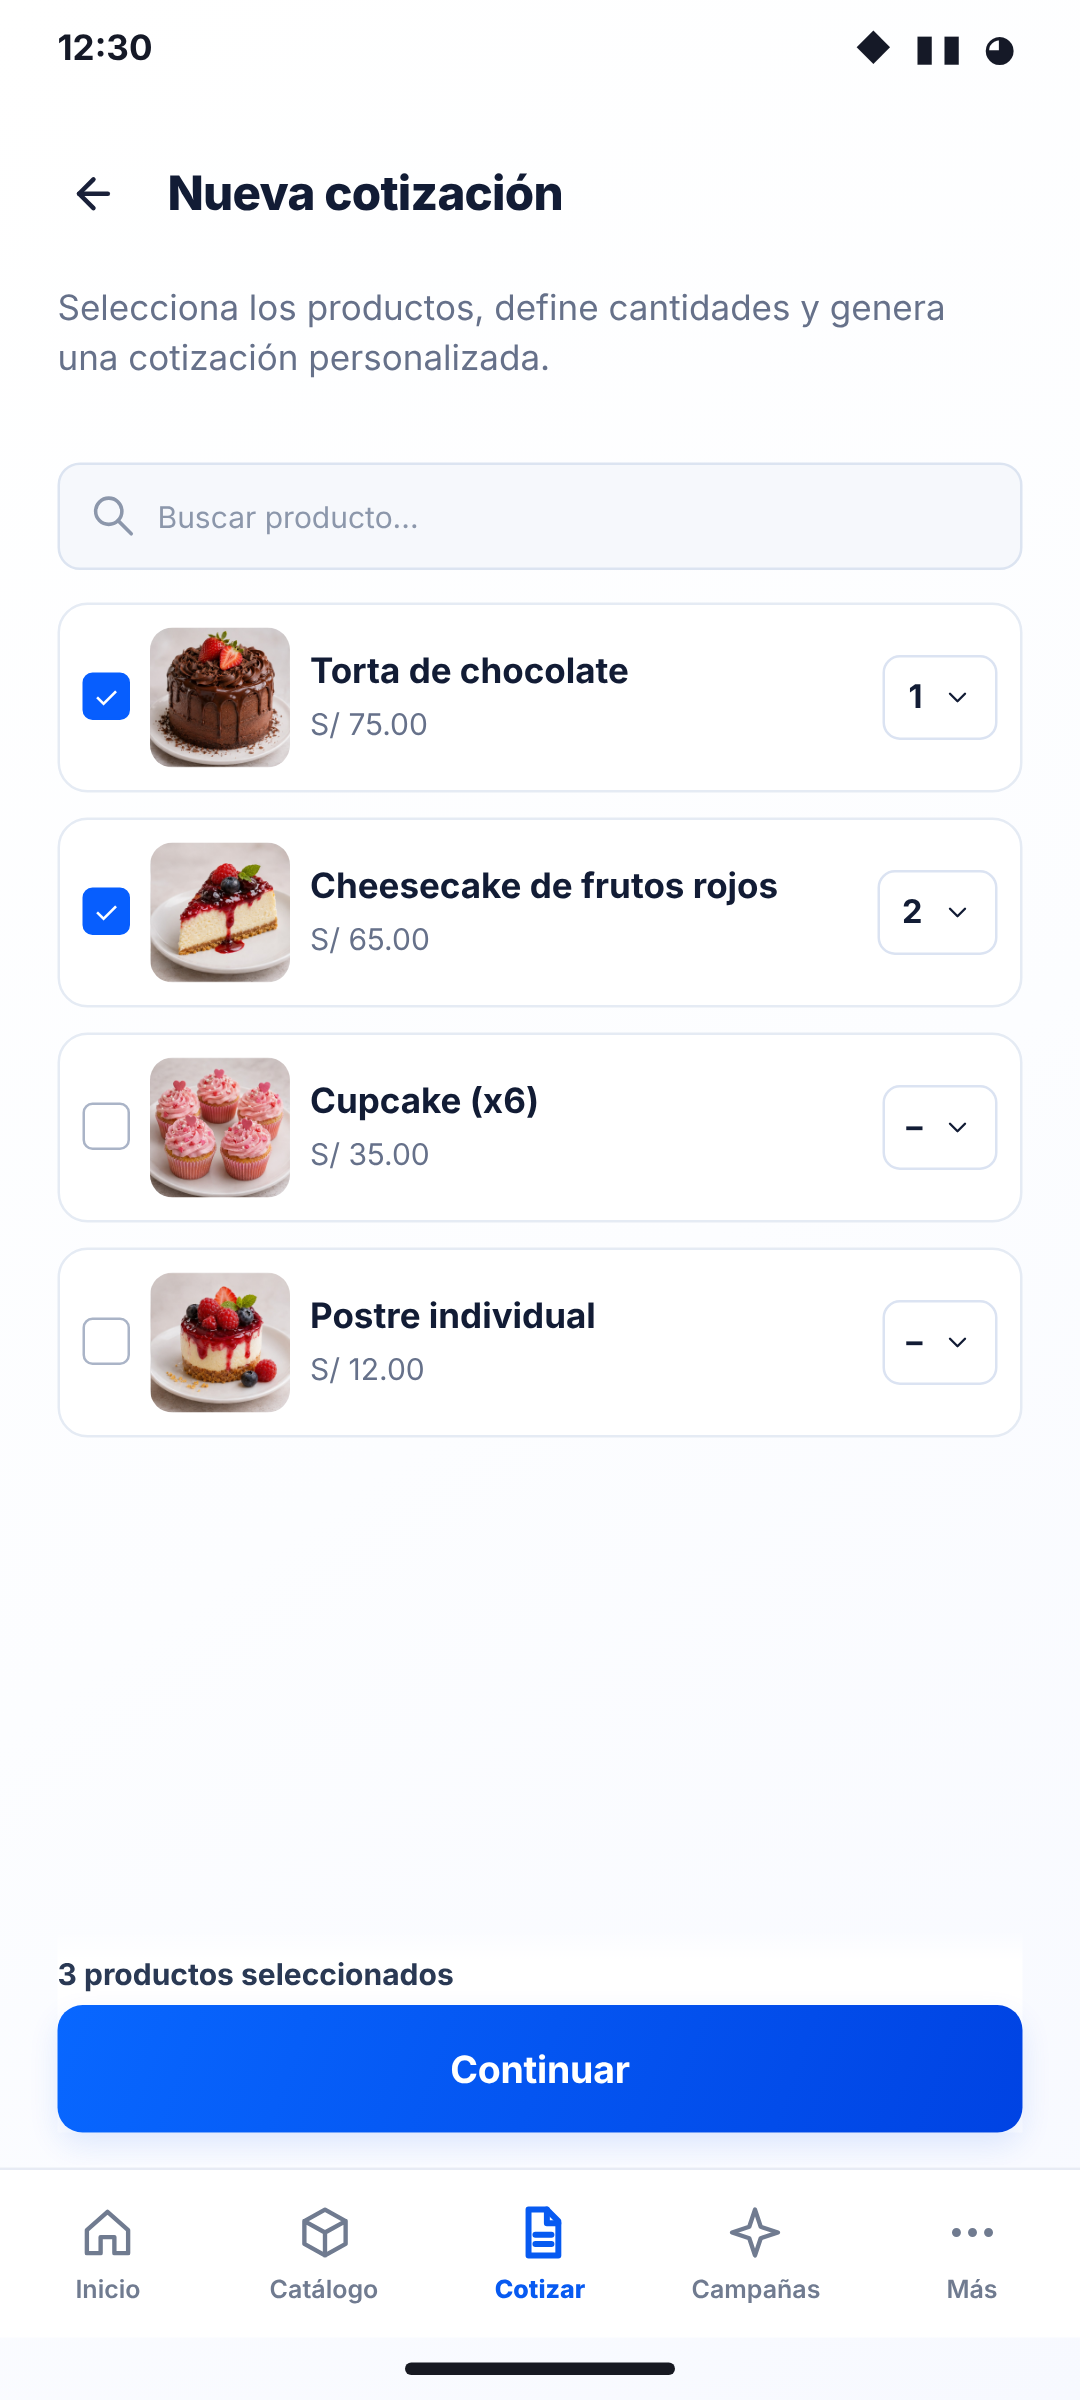 12:30
Nueva cotización
Selecciona los productos, define cantidades y genera
una cotización personalizada.
Buscar producto...
Torta de chocolate
S/ 75.00
1
Cheesecake de frutos rojos
S/ 65.00
2
Cupcake (x6)
S/ 35.00
–
Postre individual
S/ 12.00
–
3 productos seleccionados
Continuar
Inicio
Catálogo
Cotizar
Campañas
Más